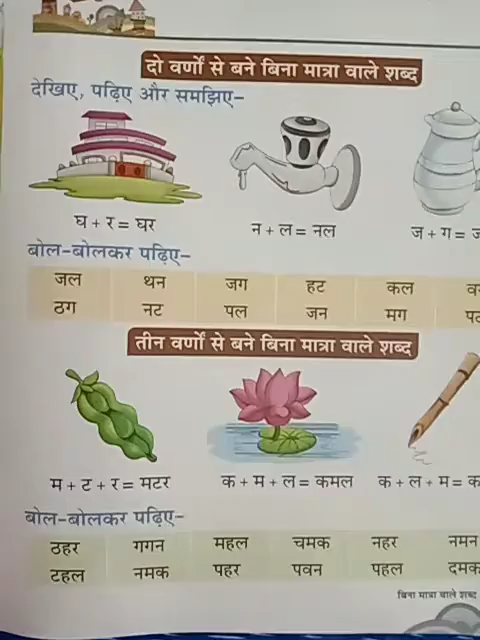 दो वर्णों से बने बिना मात्रा वाले शब्द
देखिए, पढ़िए और समझिए–
घ + र = घर न + ल = नल ज + ग =
बोल-बोलकर पढ़िए–
जल थन जग हट कल
ठग नट पल जन मृग
तीन वर्णों से बने बिना मात्रा वाले शब्द
म + ट + र = मटर क + म + ल = कमल क + ल + म =
बोल-बोलकर पढ़िए–
ठहर गगन महल चमक नहर नमन
टहल नमक पहर पवन पहल दमक
बिना मात्रा वाले शब्द